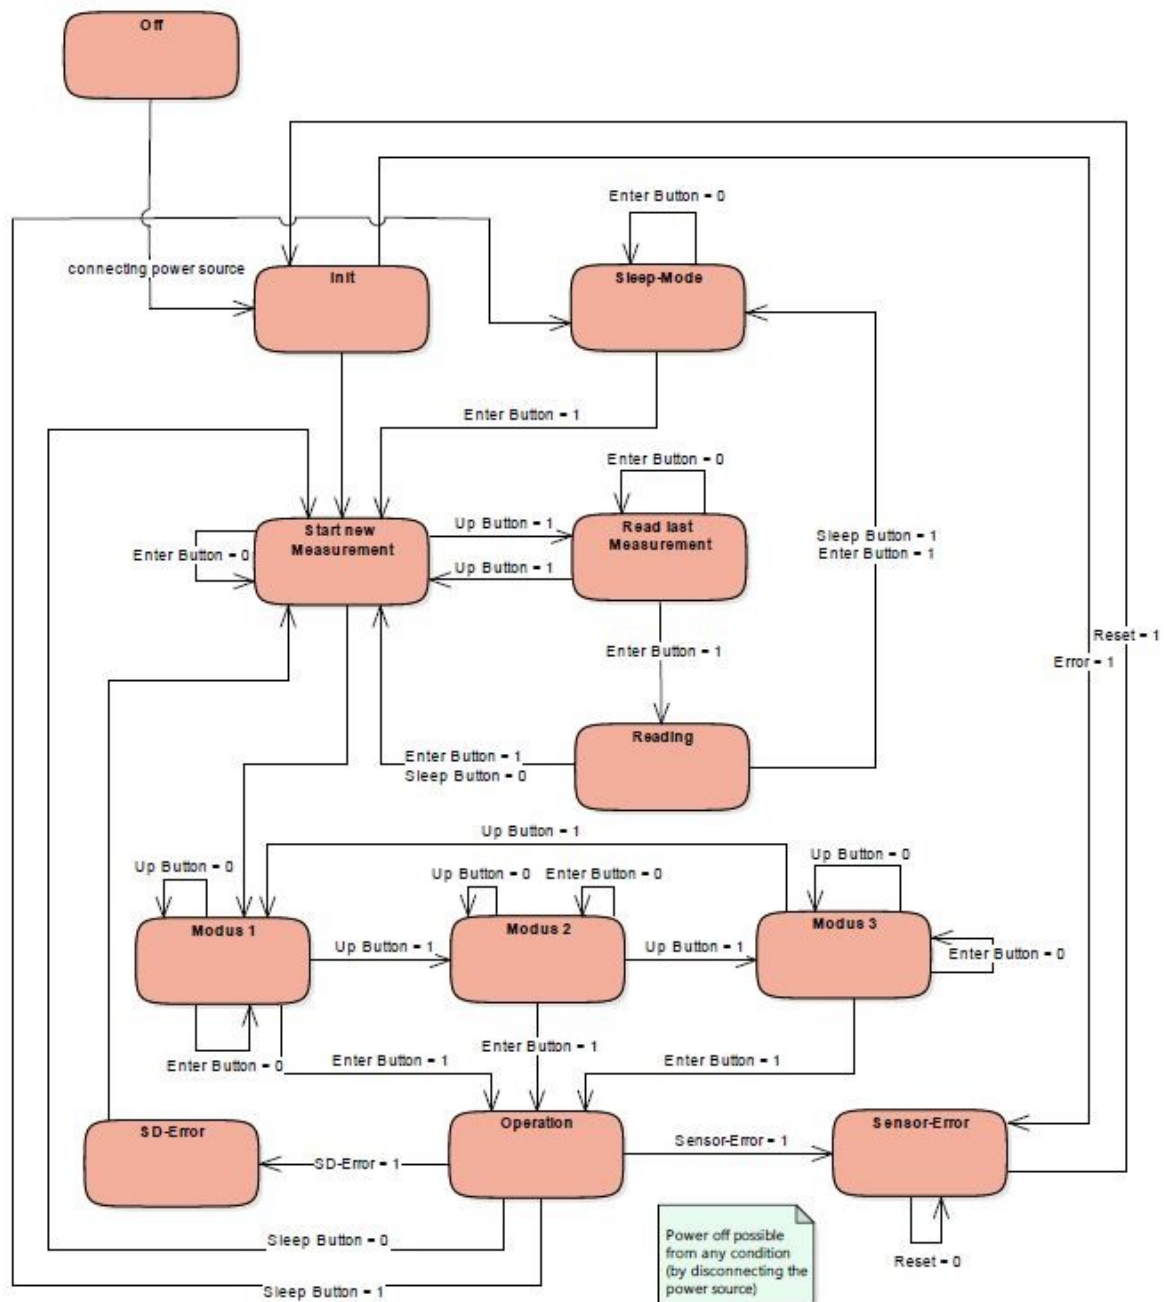 Off
Enter Button = 0
connecting power source
Init
Sleep-Mode
Enter Button = 1
Enter Button = 0
Start new
Measurement
Up Button = 1
Read last
Measurement
Enter Button = 0
Up Button = 1
Sleep Button = 1
Enter Button = 1
Reset = 1
Enter Button = 1
Error = 1
Reading
Enter Button = 1
Sleep Button = 0
Up Button = 1
Up Button = 0
Up Button = 0
Enter Button = 0
Up Button = 0
Modus 1
Modus 2
Modus 3
Up Button = 1
Up Button = 1
Enter Button = 0
Enter Button = 1
Enter Button = 0
Enter Button = 1
Enter Button = 1
SD-Error
Operation
Sensor-Error
Sensor-Error = 1
SD-Error = 1
Sleep Button = 0
Sleep Button = 1
Power off possible
from any condition
(by disconnecting the
power source)
Reset = 0